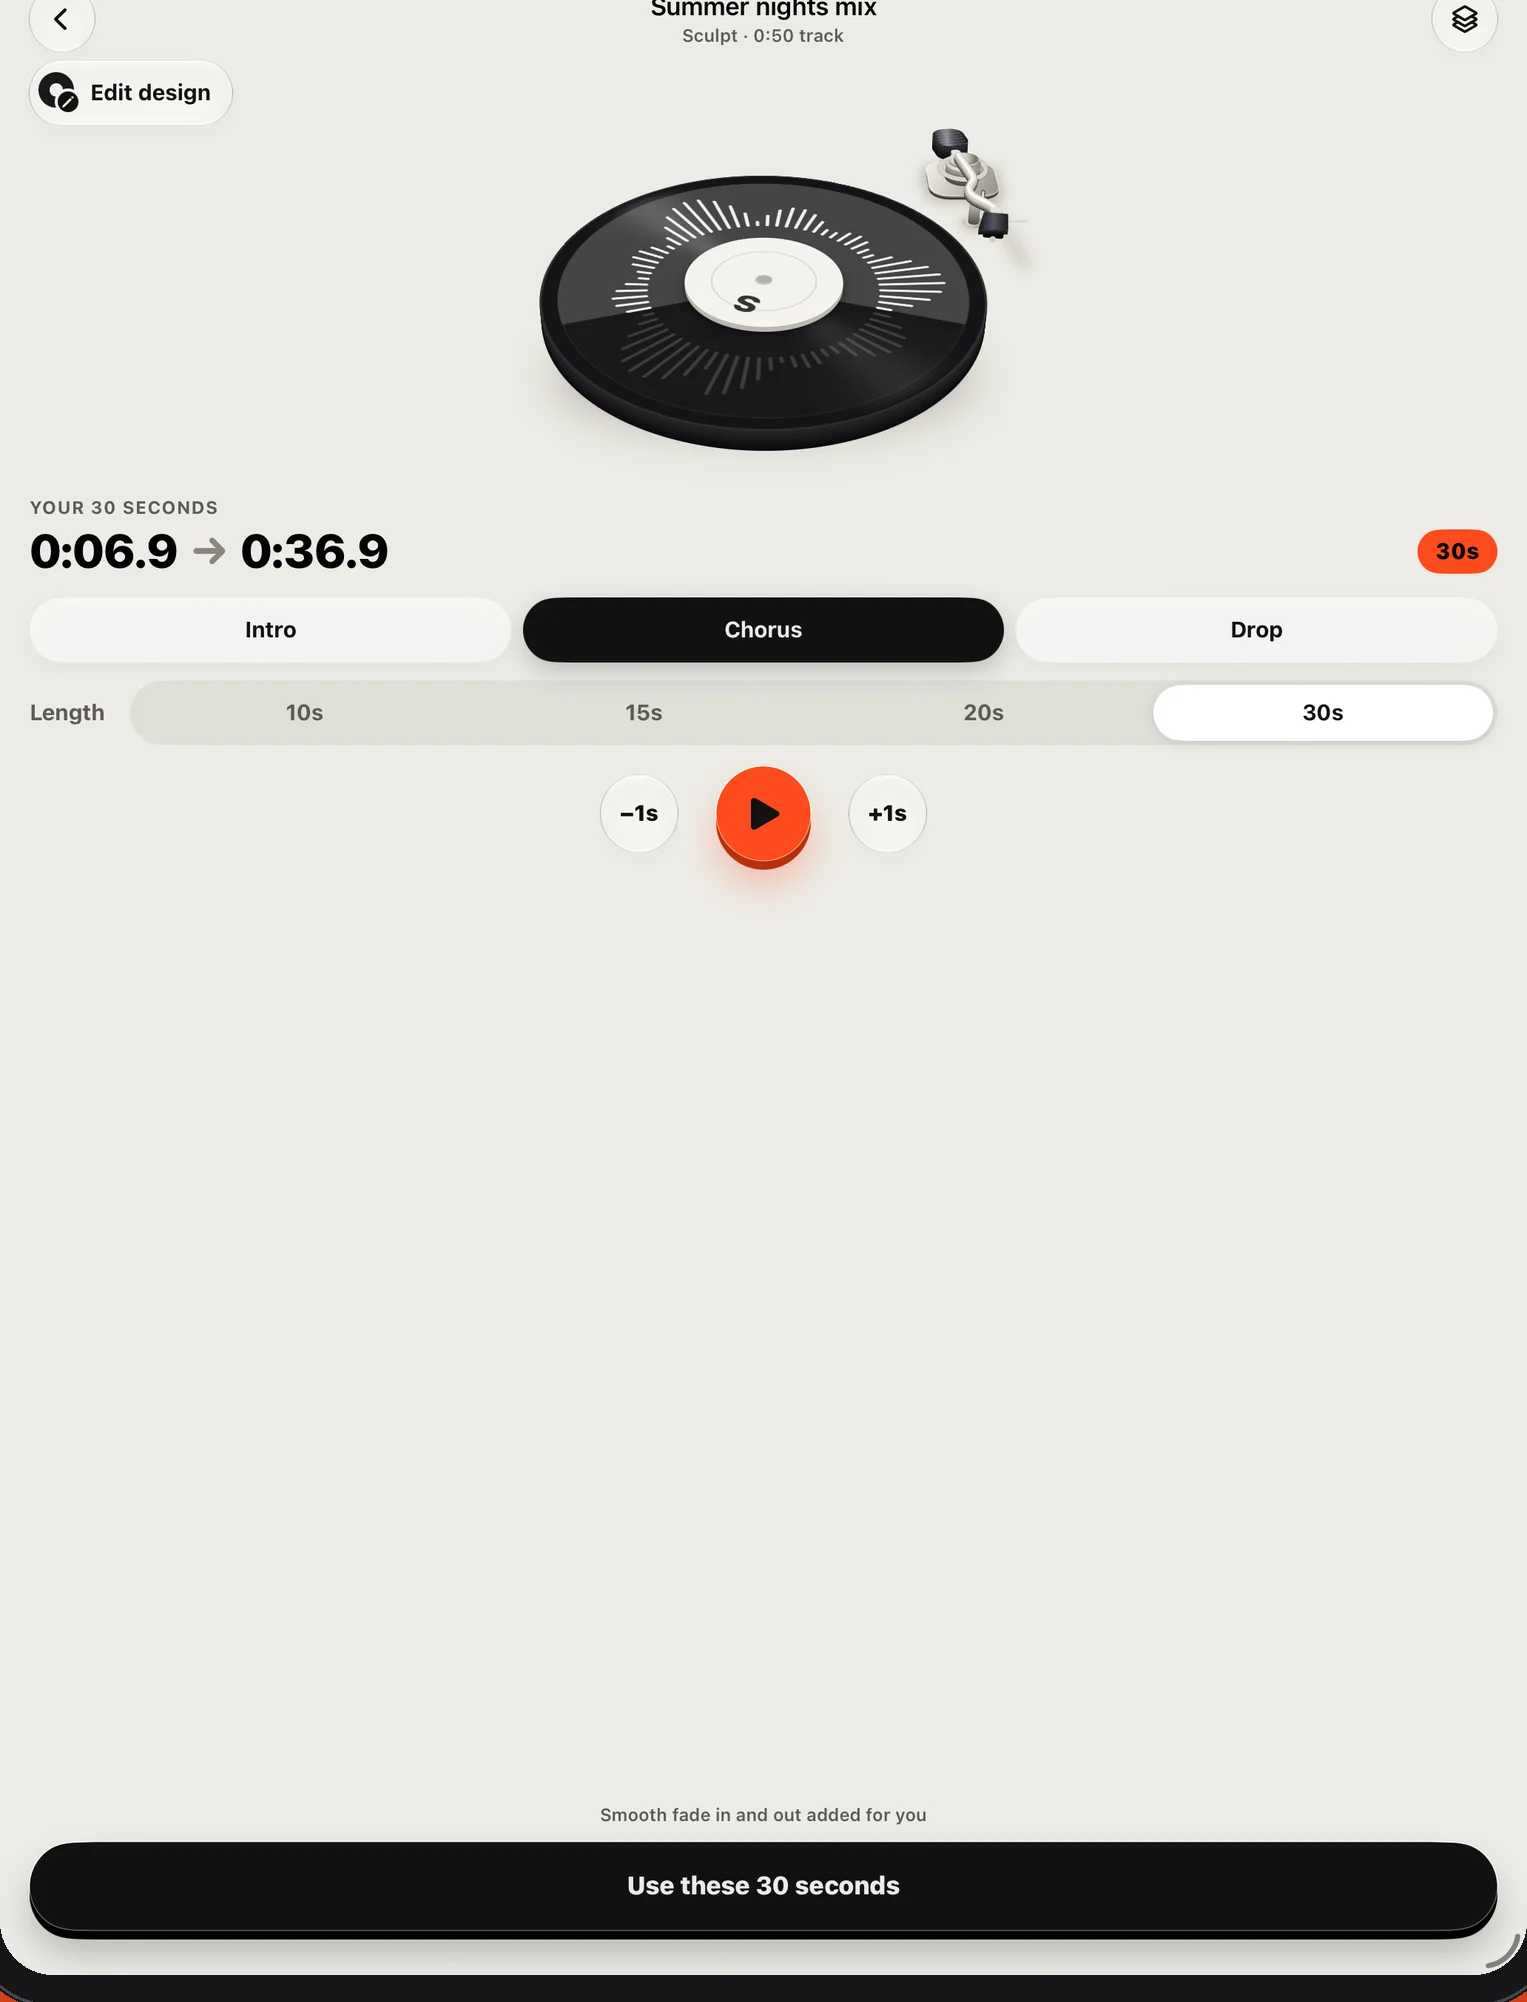 Summer nights mix
Sculpt · 0:50 track
Edit design
S
YOUR 30 SECONDS
0:06.9 → 0:36.9
30s
Intro Chorus Drop
Length 10s 15s 20s 30s
−1s +1s
Smooth fade in and out added for you
Use these 30 seconds